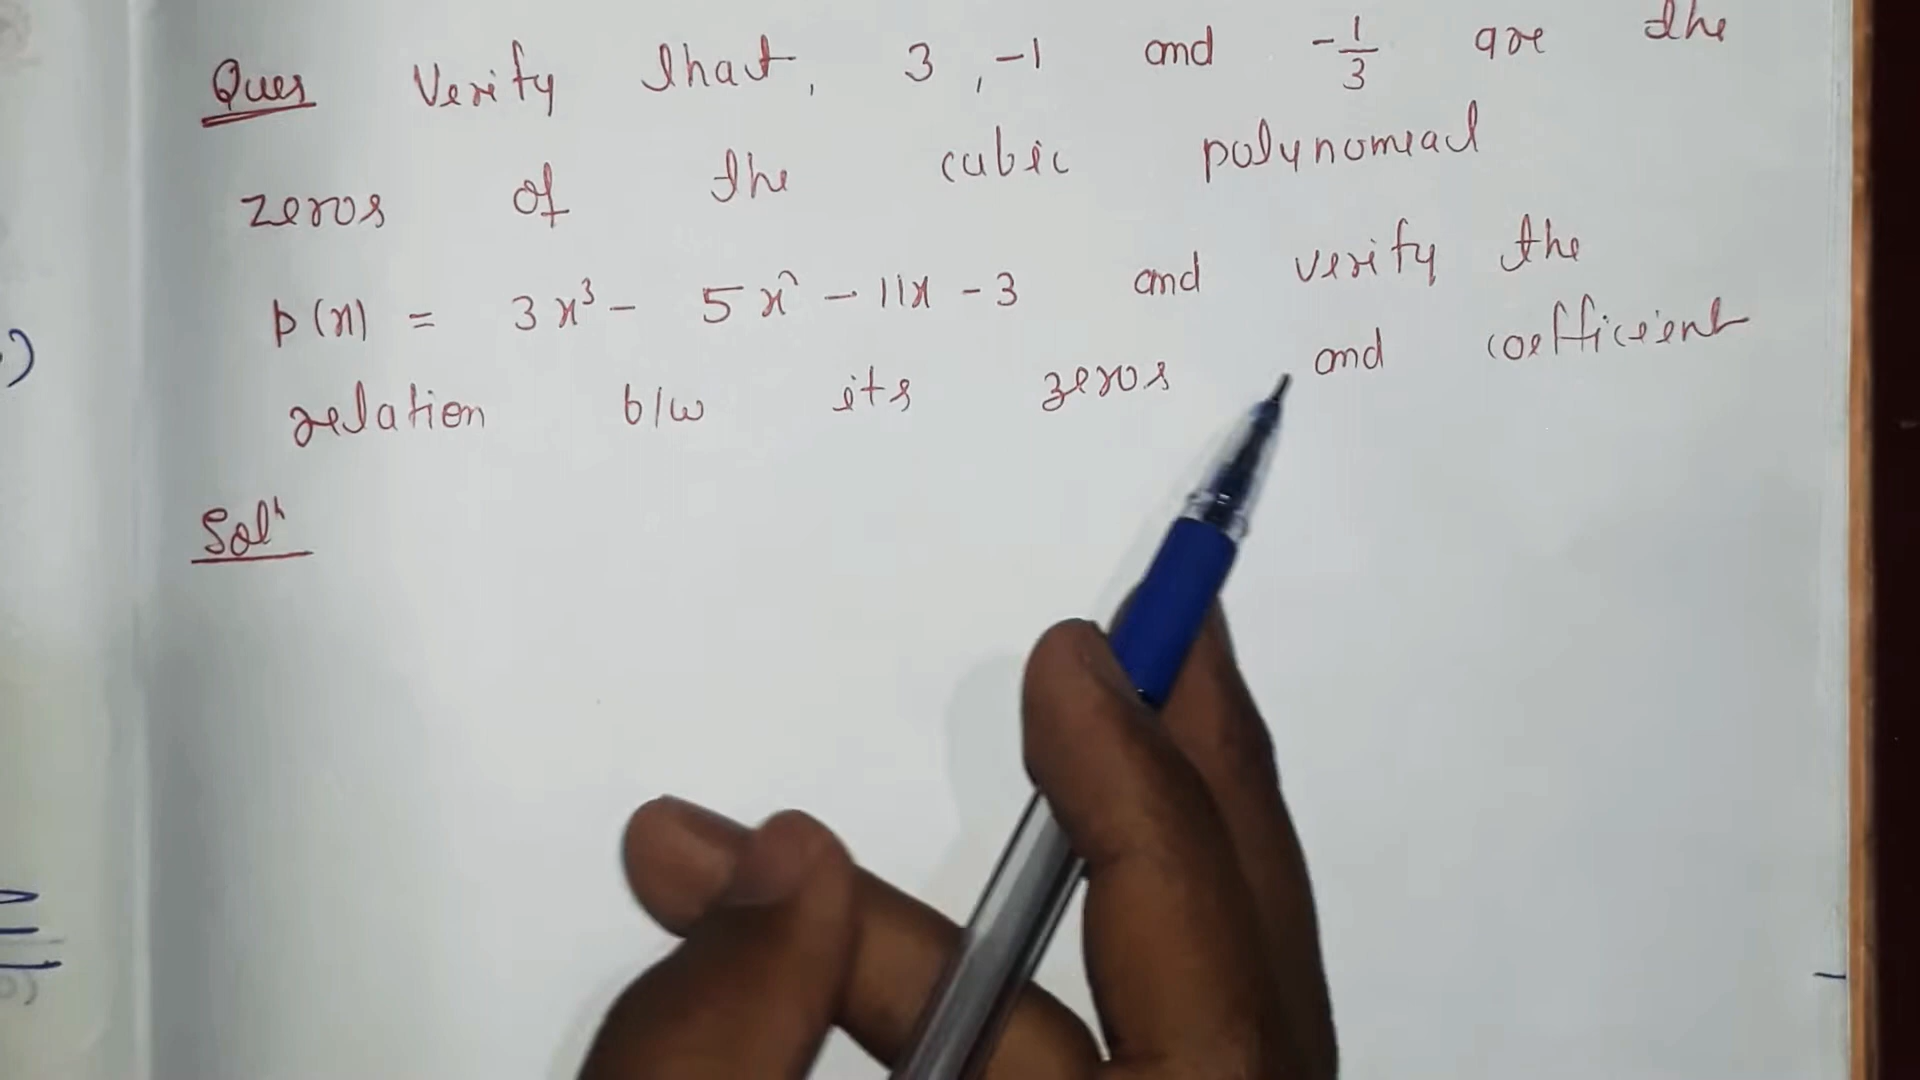 Ques Verify that, 3, -1 and -1/3 are the
zeros of the cubic polynomial
p(x) = 3x³ - 5x² - 11x - 3 and verify the
relation b/w its zeros and coefficient
Solⁿ